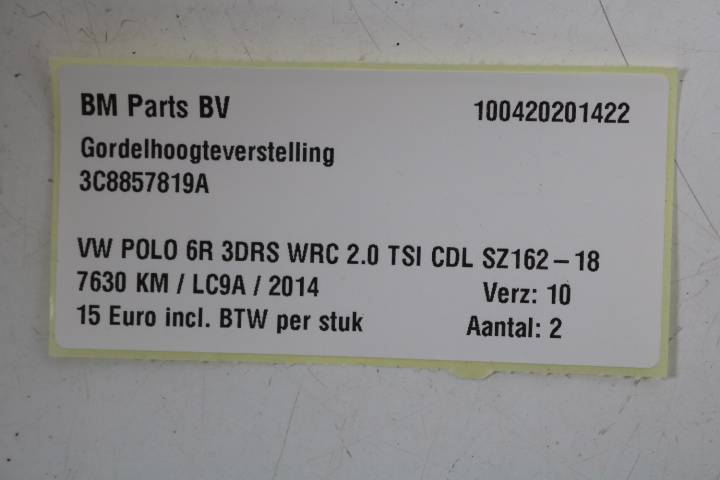 BM Parts BV 100420201422
Gordelhoogteverstelling
3C8857819A
VW POLO 6R 3DRS WRC 2.0 TSI CDL SZ162-18
7630 KM / LC9A / 2014 Verz: 10
15 Euro incl. BTW per stuk Aantal: 2